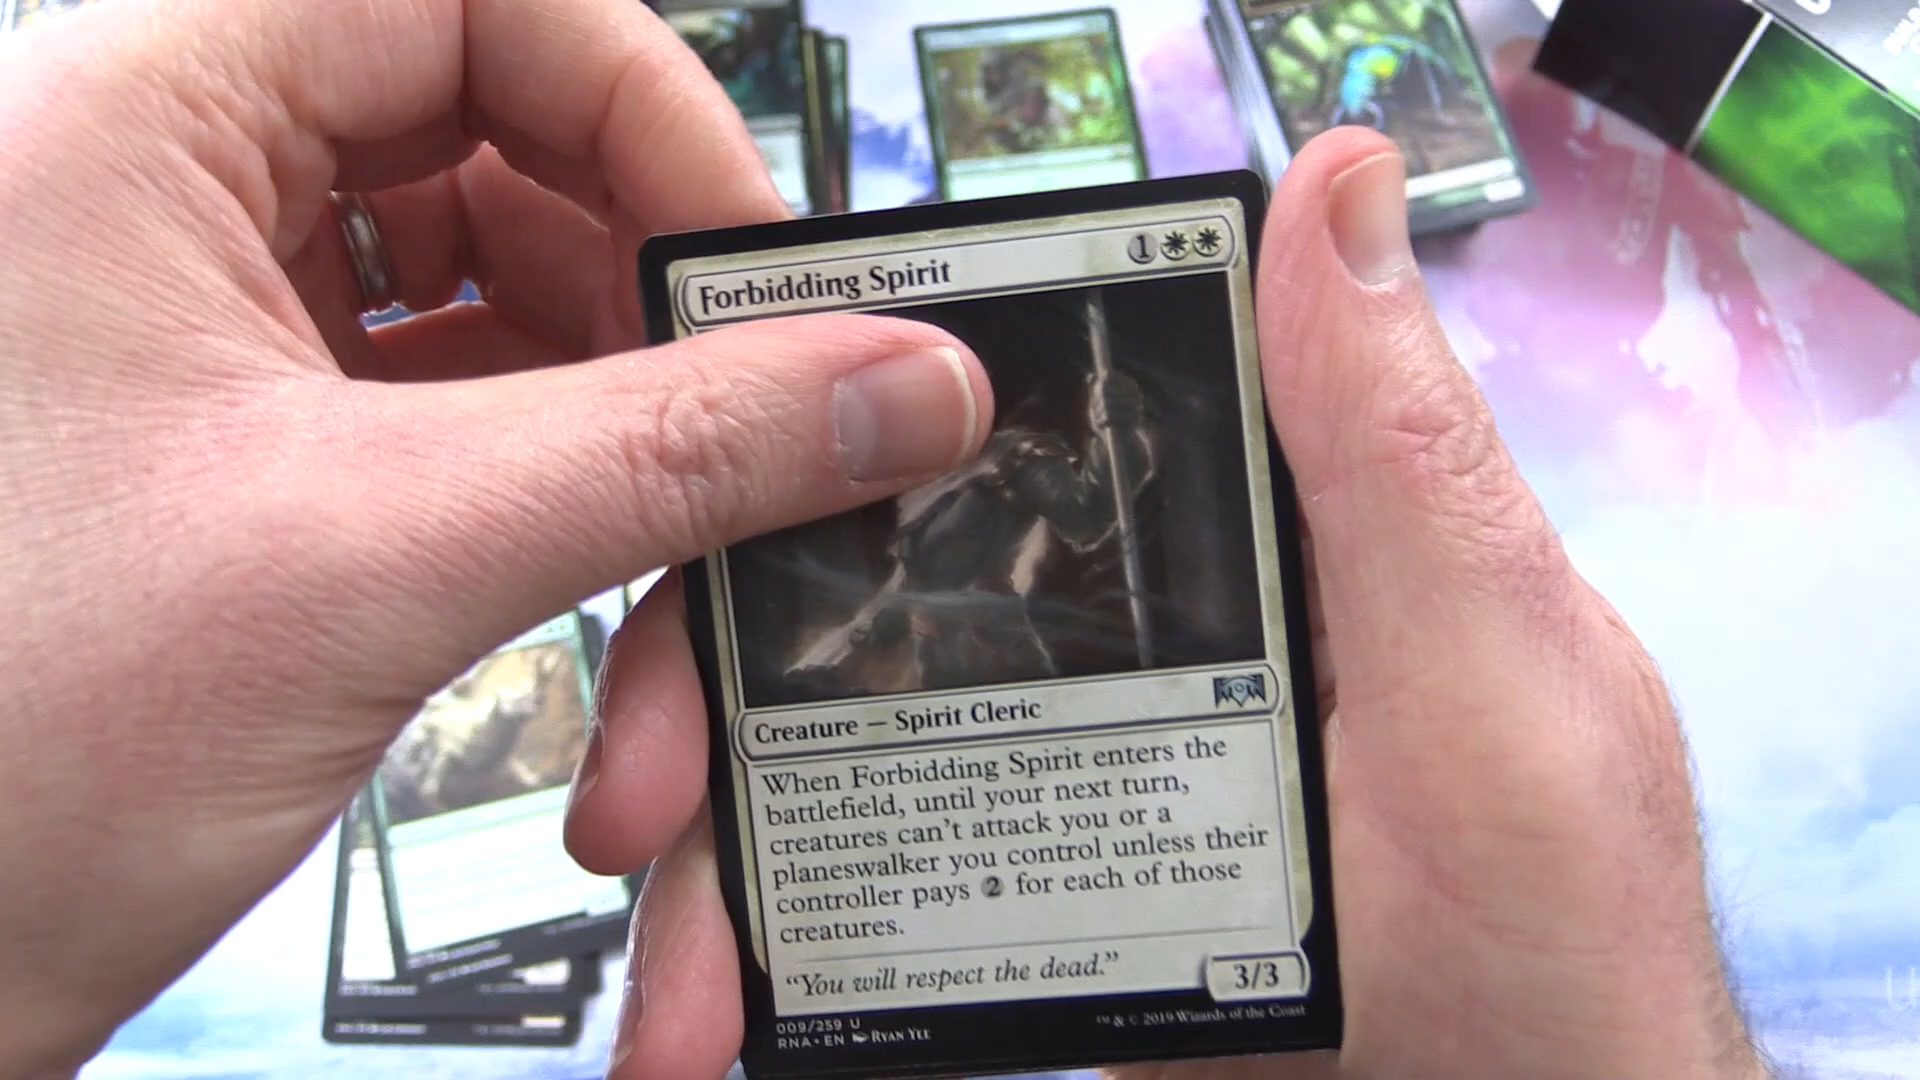 Forbidding Spirit
1
Creature — Spirit Cleric
When Forbidding Spirit enters the
battlefield, until your next turn,
creatures can't attack you or a
planeswalker you control unless their
controller pays 2 for each of those
creatures.
“You will respect the dead.”
3/3
009/259 U
RNA • EN Ryan Yee
™ & © 2019 Wizards of the Coast